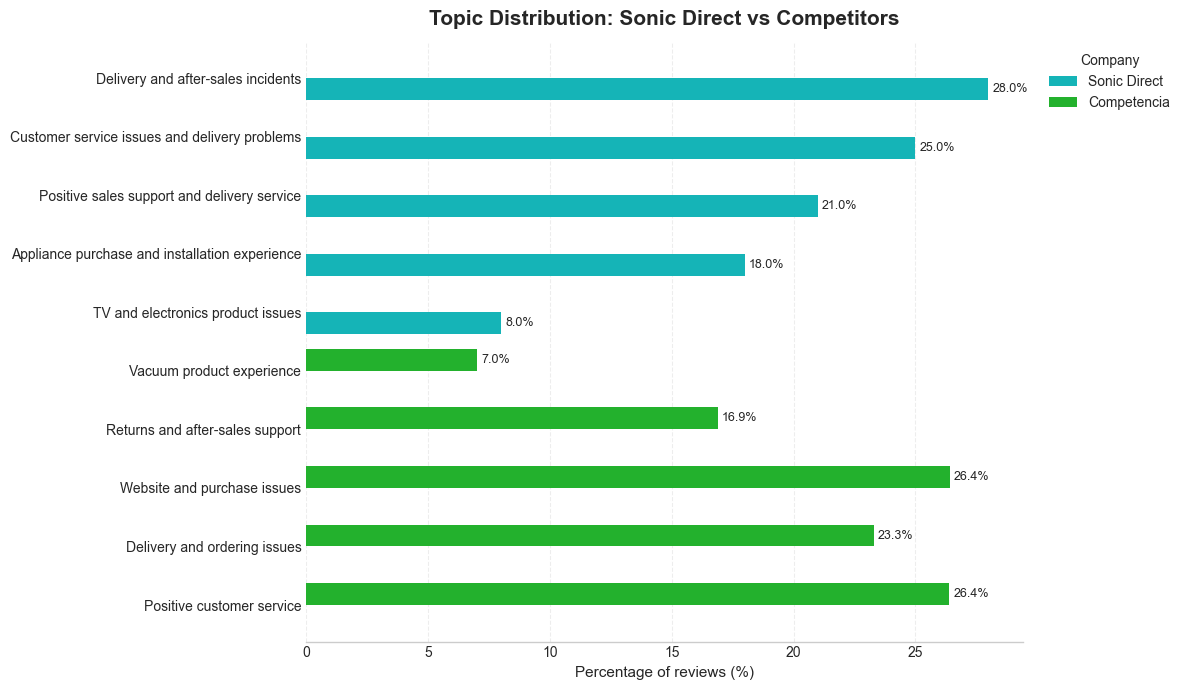 Topic Distribution: Sonic Direct vs Competitors
Company
Sonic Direct
Competencia
Delivery and after-sales incidents
28.0%
Customer service issues and delivery problems
25.0%
Positive sales support and delivery service
21.0%
Appliance purchase and installation experience
18.0%
TV and electronics product issues
8.0%
Vacuum product experience
7.0%
Returns and after-sales support
16.9%
Website and purchase issues
26.4%
Delivery and ordering issues
23.3%
Positive customer service
26.4%
0 5 10 15 20 25
Percentage of reviews (%)